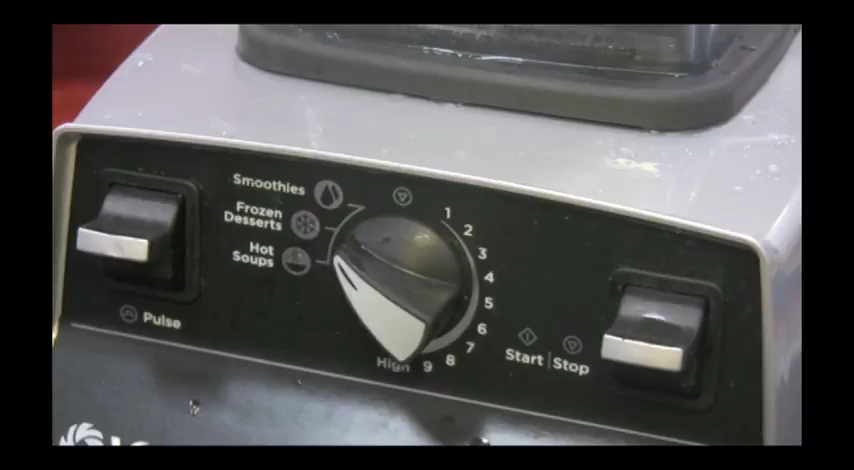 Smoothies
Frozen
Desserts
Hot
Soups
1
2
3
4
5
6
7
8
9
High
Pulse
Start | Stop